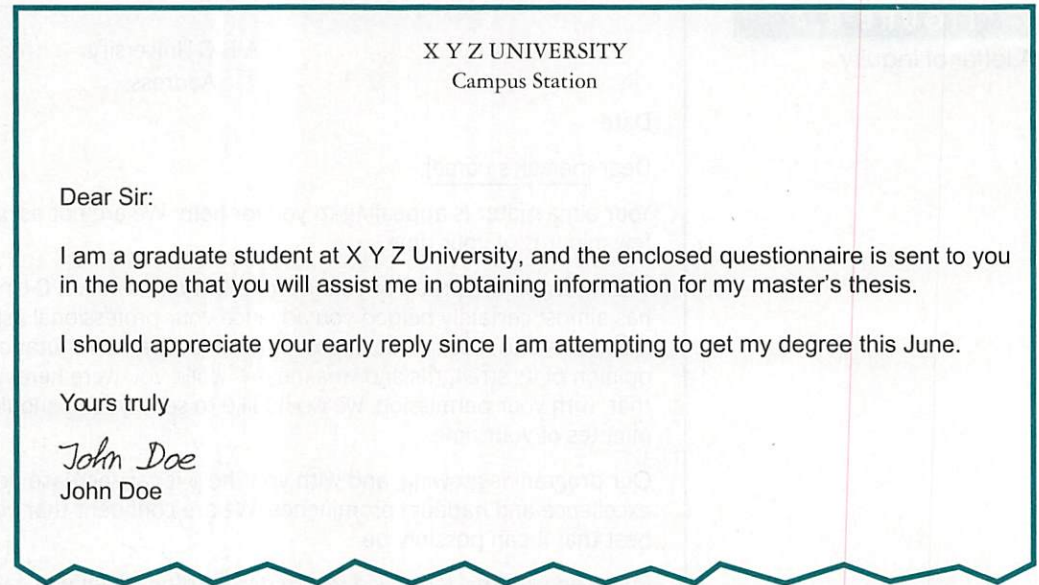 X Y Z UNIVERSITY
Campus Station
Dear Sir:
I am a graduate student at X Y Z University, and the enclosed questionnaire is sent to you
in the hope that you will assist me in obtaining information for my master's thesis.
I should appreciate your early reply since I am attempting to get my degree this June.
Yours truly
John Doe
John Doe